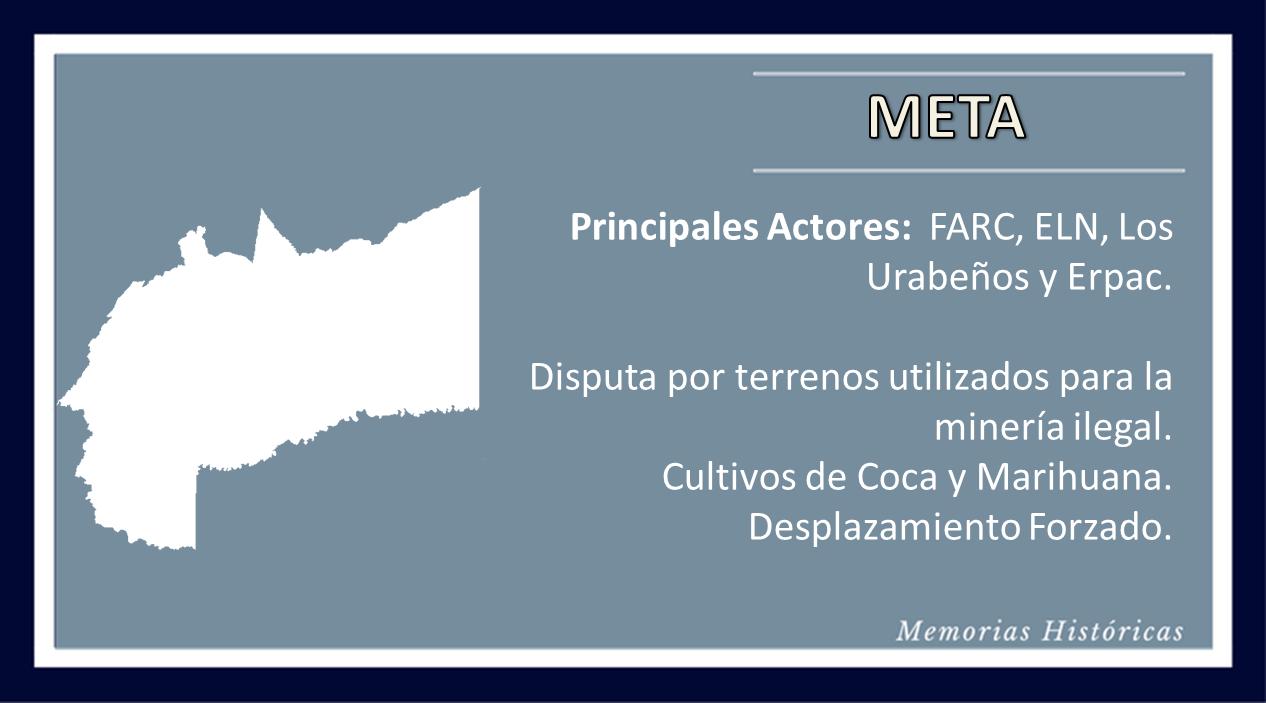 META
Principales Actores: FARC, ELN, Los
Urabeños y Erpac.
Disputa por terrenos utilizados para la
minería ilegal.
Cultivos de Coca y Marihuana.
Desplazamiento Forzado.
Memorias Históricas